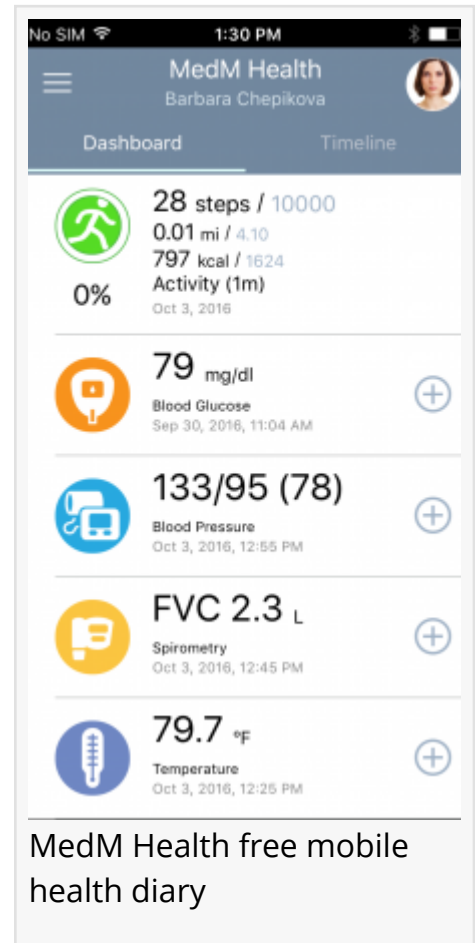 No SIM 1:30 PM
MedM Health
Barbara Chepikova
Dashboard Timeline
28 steps / 10000
0.01 mi / 4.10
797 kcal / 1624
Activity (1m)
0%
Oct 3, 2016
79 mg/dl
Blood Glucose
Sep 30, 2016, 11:04 AM
133/95 (78)
Blood Pressure
Oct 3, 2016, 12:55 PM
FVC 2.3 L
Spirometry
Oct 3, 2016, 12:45 PM
79.7 °F
Temperature
Oct 3, 2016, 12:25 PM
MedM Health free mobile
health diary